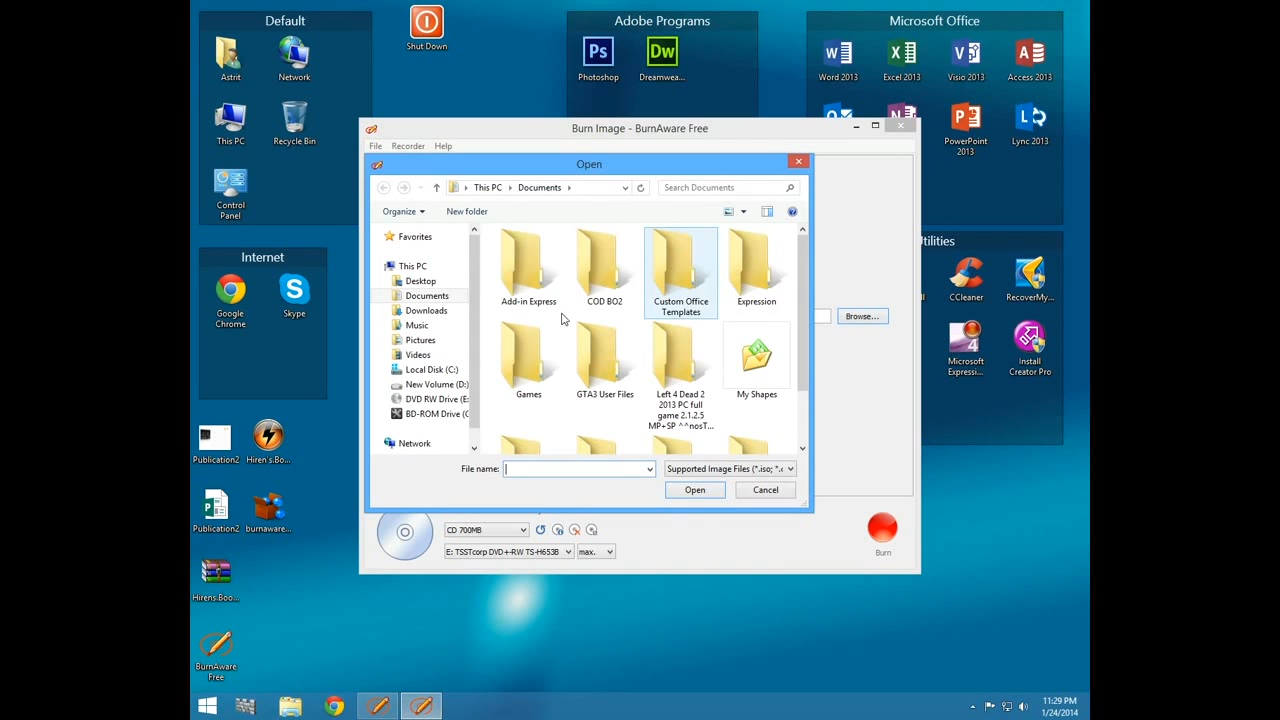 Default
Shut Down
Adobe Programs
Microsoft Office
Astrit
Network
Ps
Photoshop
Dw
Dreamwea...
Word 2013
Excel 2013
Visio 2013
Access 2013
This PC
Recycle Bin
PowerPoint
2013
Lync 2013
Control
Panel
Burn Image - BurnAware Free
File
Recorder
Help
Open
This PC
Documents
Search Documents
Organize
New folder
Favorites
This PC
Desktop
Documents
Downloads
Music
Pictures
Videos
Local Disk (C:)
New Volume (D:)
DVD RW Drive (E:
BD-ROM Drive (
Network
Add-in Express
COD BO2
Custom Office
Templates
Expression
Games
GTA3 User Files
Left 4 Dead 2
2013 PC full
game 2.1.2.5
MP+SP ^^nosT...
My Shapes
File name:
Supported Image Files (*.iso; *.c
Open
Cancel
Browse...
CD 700MB
E: TSSTcorp DVD+-RW TS-H653B
max.
Burn
Internet
Google
Chrome
Skype
Utilities
CCleaner
RecoverMy...
Microsoft
Expressi...
Install
Creator Pro
Publication2
Hiren's.Bo...
Publication2
burnaware...
Hirens.Boo...
BurnAware
Free
11:29 PM
1/24/2014